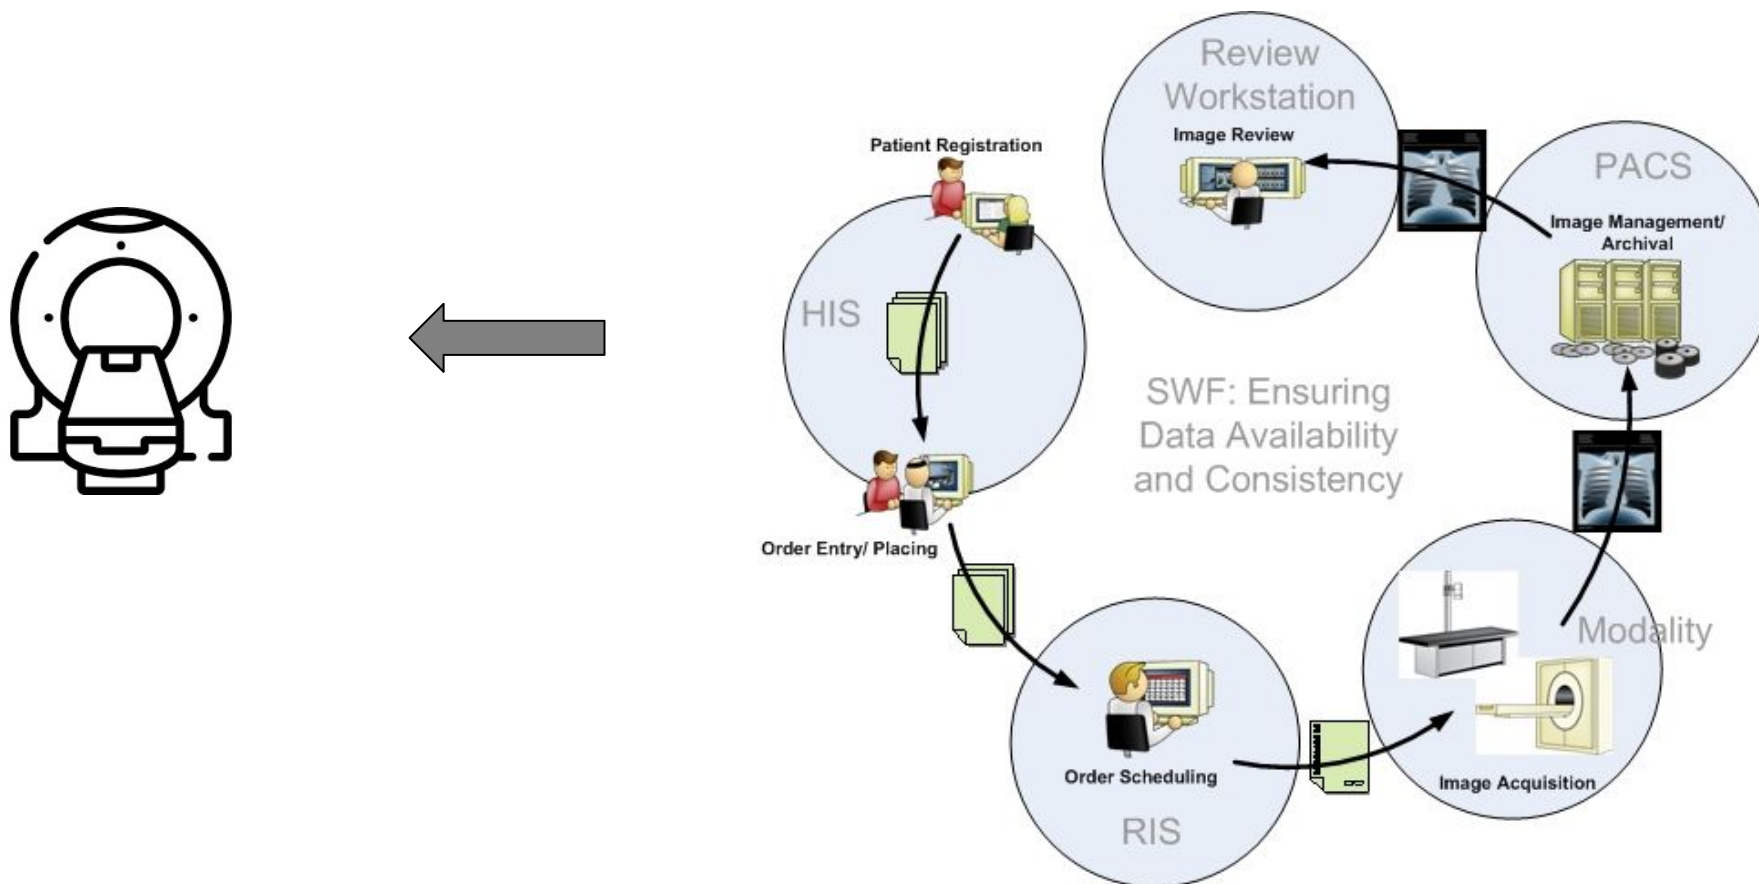 Patient Registration
HIS
Order Entry/ Placing
Order Scheduling
RIS
Image Acquisition
Modality
PACS
Image Management/
Archival
Review
Workstation
Image Review
SWF: Ensuring
Data Availability
and Consistency